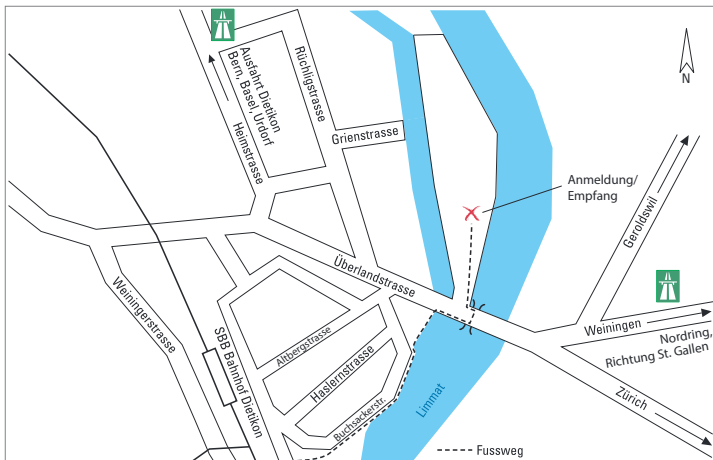 Ausfahrt Dietikon
Bern, Basel, Urdorf
Heimstrasse
Rüchligstrasse
Grienstrasse
N
Anmeldung/
Empfang
Geroldswil
Überlandstrasse
Weiningerstrasse
SBB Bahnhof Dietikon
Altbergstrasse
Haslernstrasse
Buchsackerstr.
Limmat
Weiningen
Nordring,
Richtung St. Gallen
Zürich
Fussweg